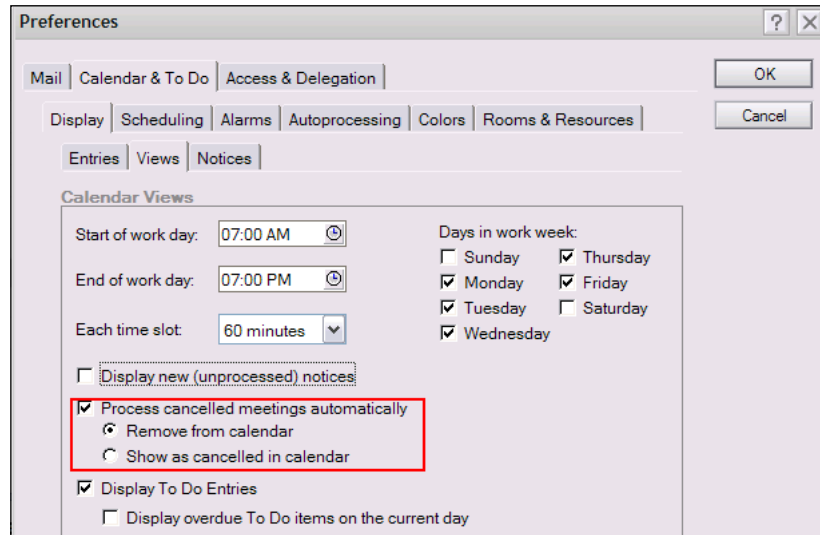 Preferences
Mail Calendar & To Do Access & Delegation
OK
Display Scheduling Alarms Autoprocessing Colors Rooms & Resources
Cancel
Entries Views Notices
Calendar Views
Start of work day: 07:00 AM
Days in work week:
Sunday Thursday
End of work day: 07:00 PM
Monday Friday
Tuesday Saturday
Each time slot: 60 minutes
Wednesday
Display new (unprocessed) notices
Process cancelled meetings automatically
Remove from calendar
Show as cancelled in calendar
Display To Do Entries
Display overdue To Do items on the current day